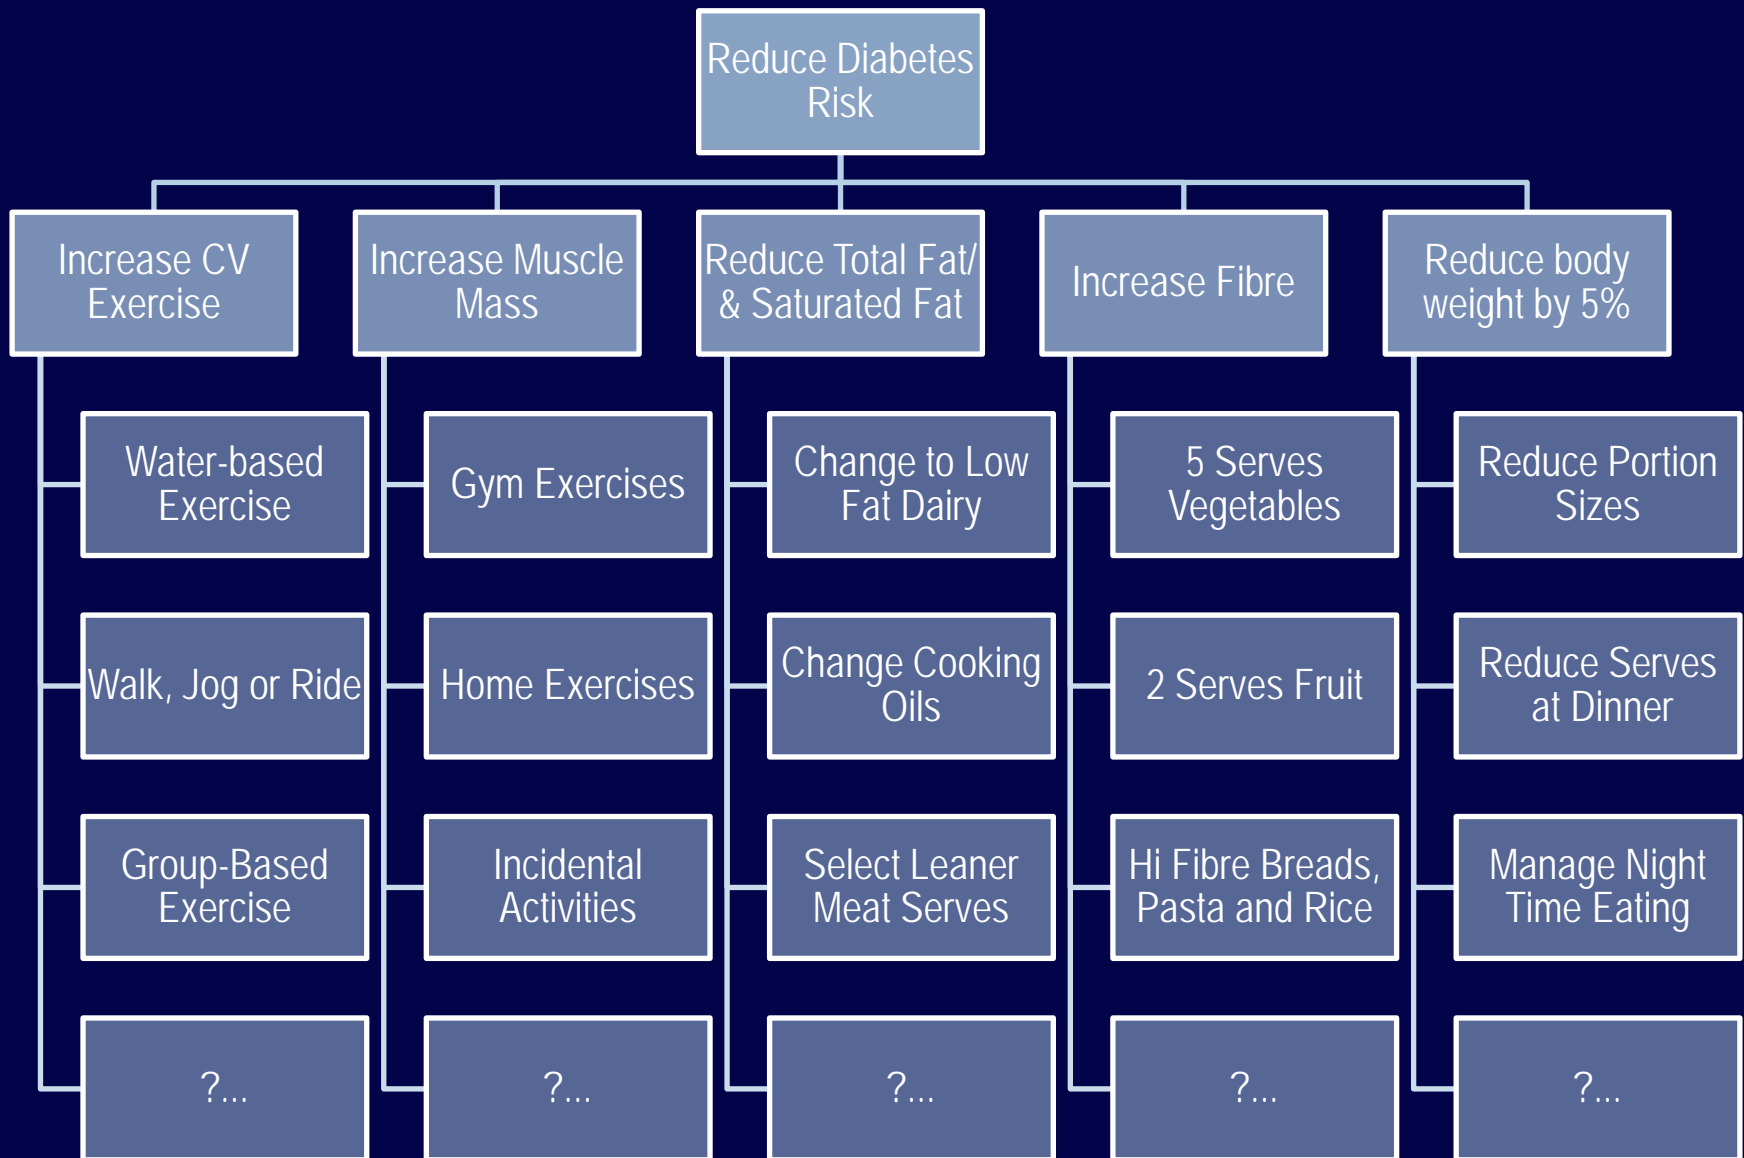 Reduce Diabetes
Risk
Increase CV
Exercise
Increase Muscle
Mass
Reduce Total Fat/
& Saturated Fat
Increase Fibre
Reduce body
weight by 5%
Water-based
Exercise
Gym Exercises
Change to Low
Fat Dairy
5 Serves
Vegetables
Reduce Portion
Sizes
Walk, Jog or Ride
Home Exercises
Change Cooking
Oils
2 Serves Fruit
Reduce Serves
at Dinner
Group-Based
Exercise
Incidental
Activities
Select Leaner
Meat Serves
Hi Fibre Breads,
Pasta and Rice
Manage Night
Time Eating
?...
?...
?...
?...
?...